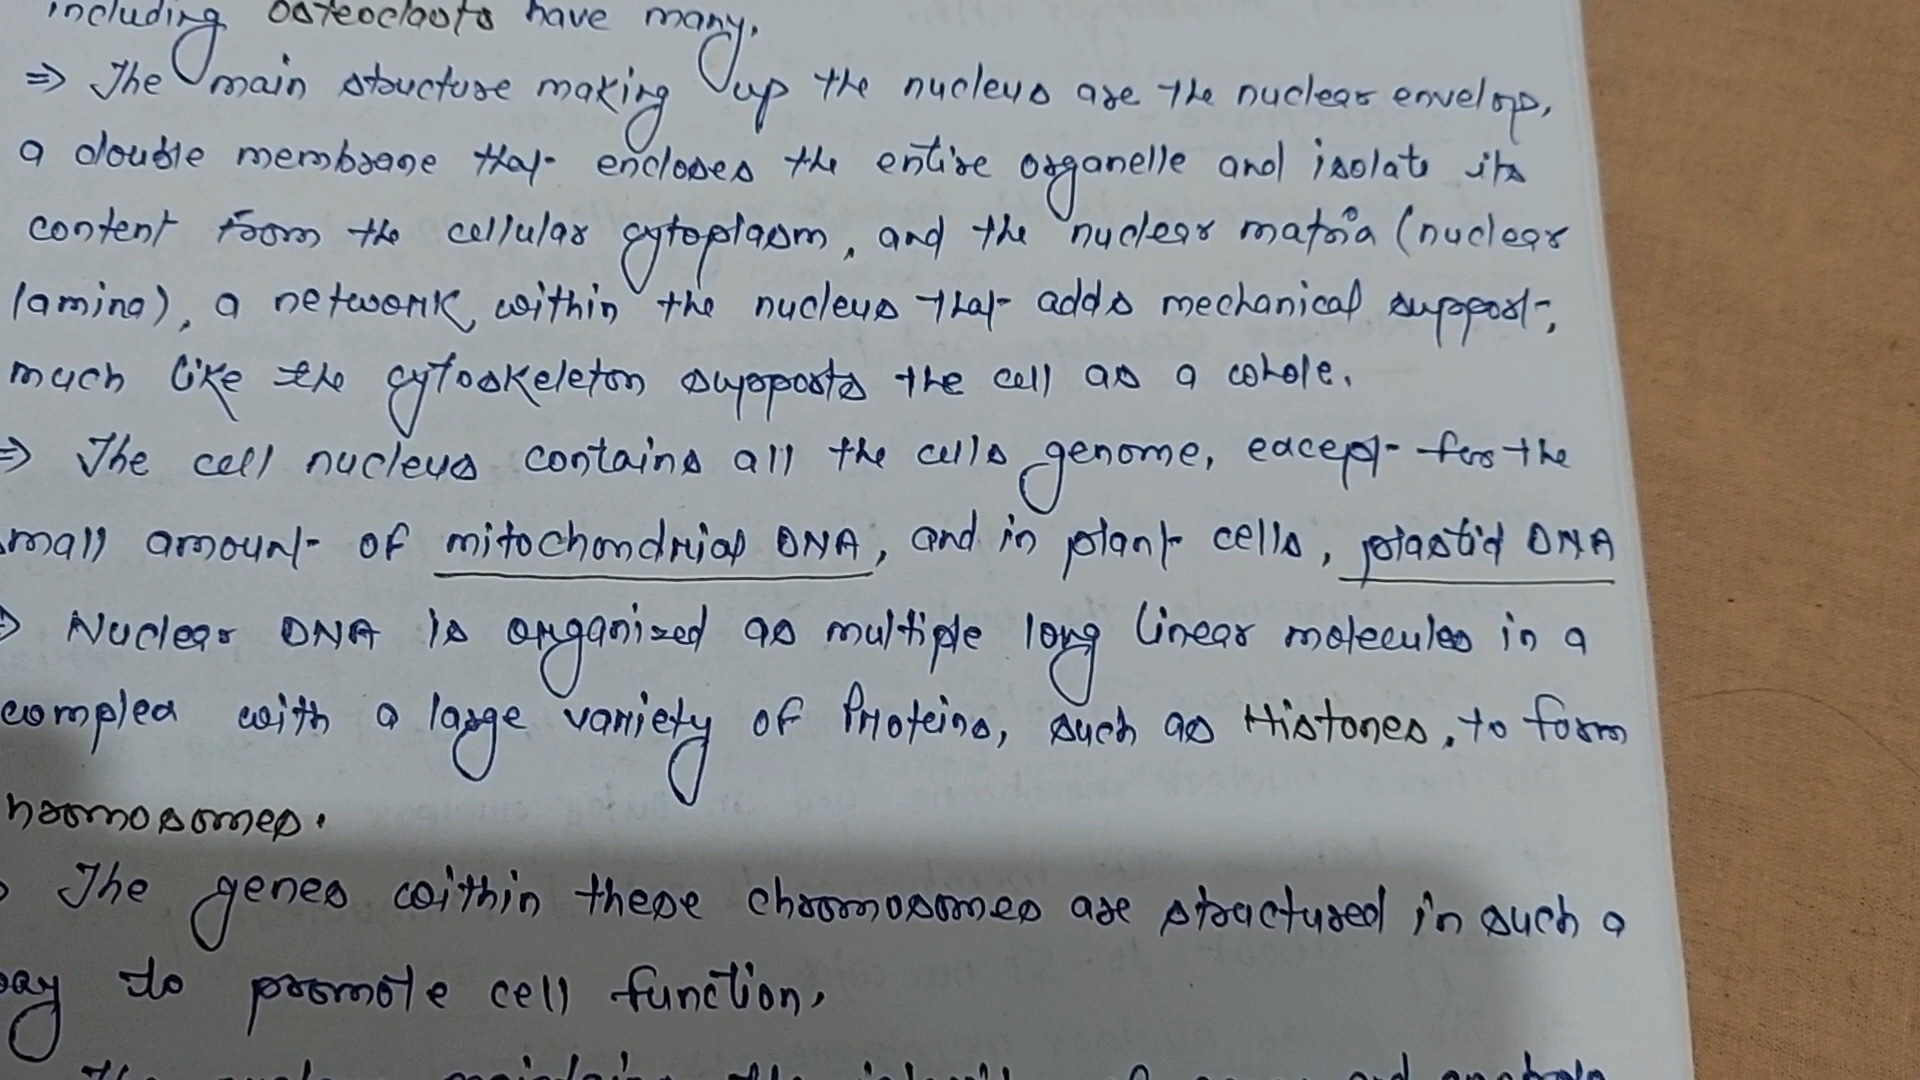 including osteoclasts have many.
⇒ The main structure making up the nucleus are the nuclear envelop,
a double membrane that encloses the entire organelle and isolate its
content from the cellular cytoplasm, and the nuclear matrix (nuclear
lamina), a network within the nucleus that adds mechanical support,
much like the cytoskeleton supports the cell as a whole.
⇒ The cell nucleus contains all the cells genome, except for the
mall amount of mitochondrial DNA, and in plant cells, plastid DNA
⇒ Nuclear DNA is organized as multiple long linear molecules in a
complex with a large variety of Proteins, such as Histones, to form
hromosomes.
The genes within these chromosomes are structured in such a
ay to promote cell function.